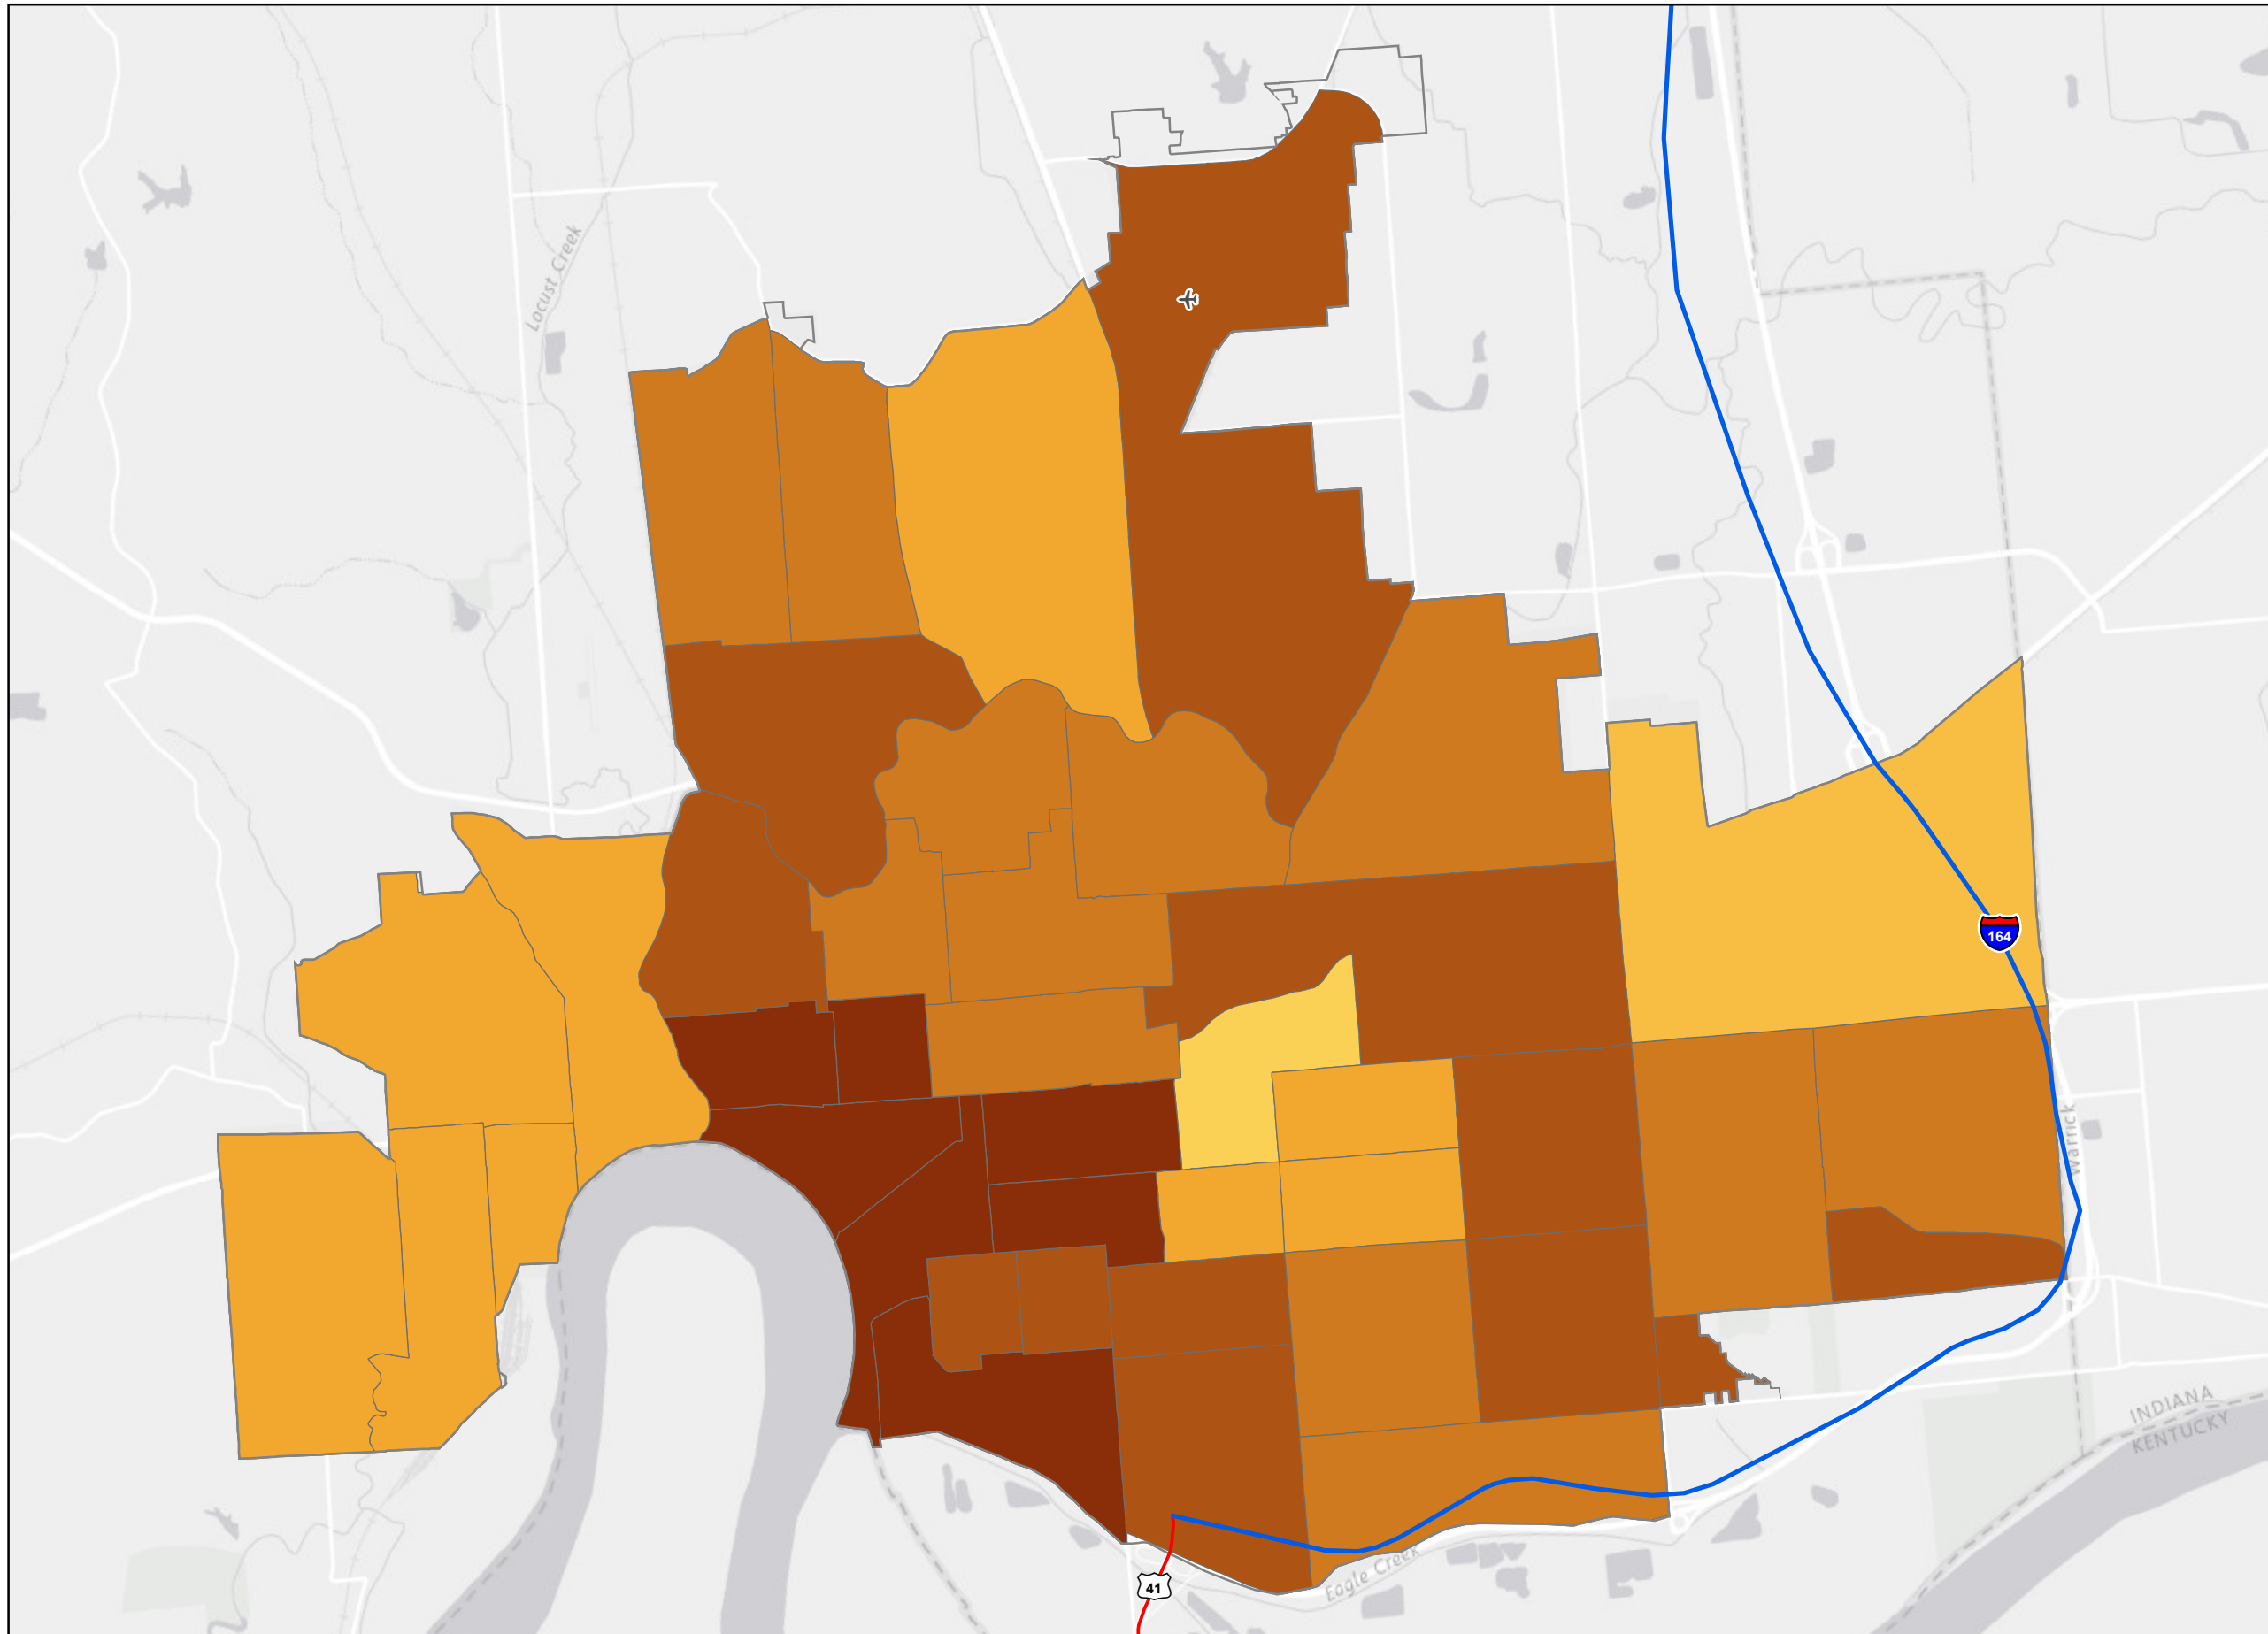 Locust Creek
164
Warrick
INDIANA
KENTUCKY
Eagle Creek
41